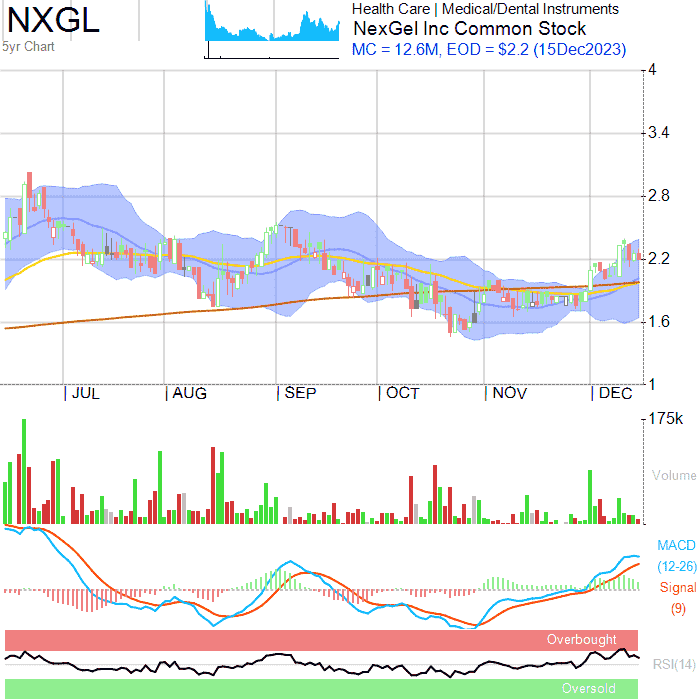 NXGL
5yr Chart
Health Care | Medical/Dental Instruments
NexGel Inc Common Stock
MC = 12.6M, EOD = $2.2 (15Dec2023)
4
3.4
2.8
2.2
1.6
1
JUL AUG SEP OCT NOV DEC
175k
Volume
MACD
(12-26)
Signal
(9)
Overbought
RSI(14)
Oversold